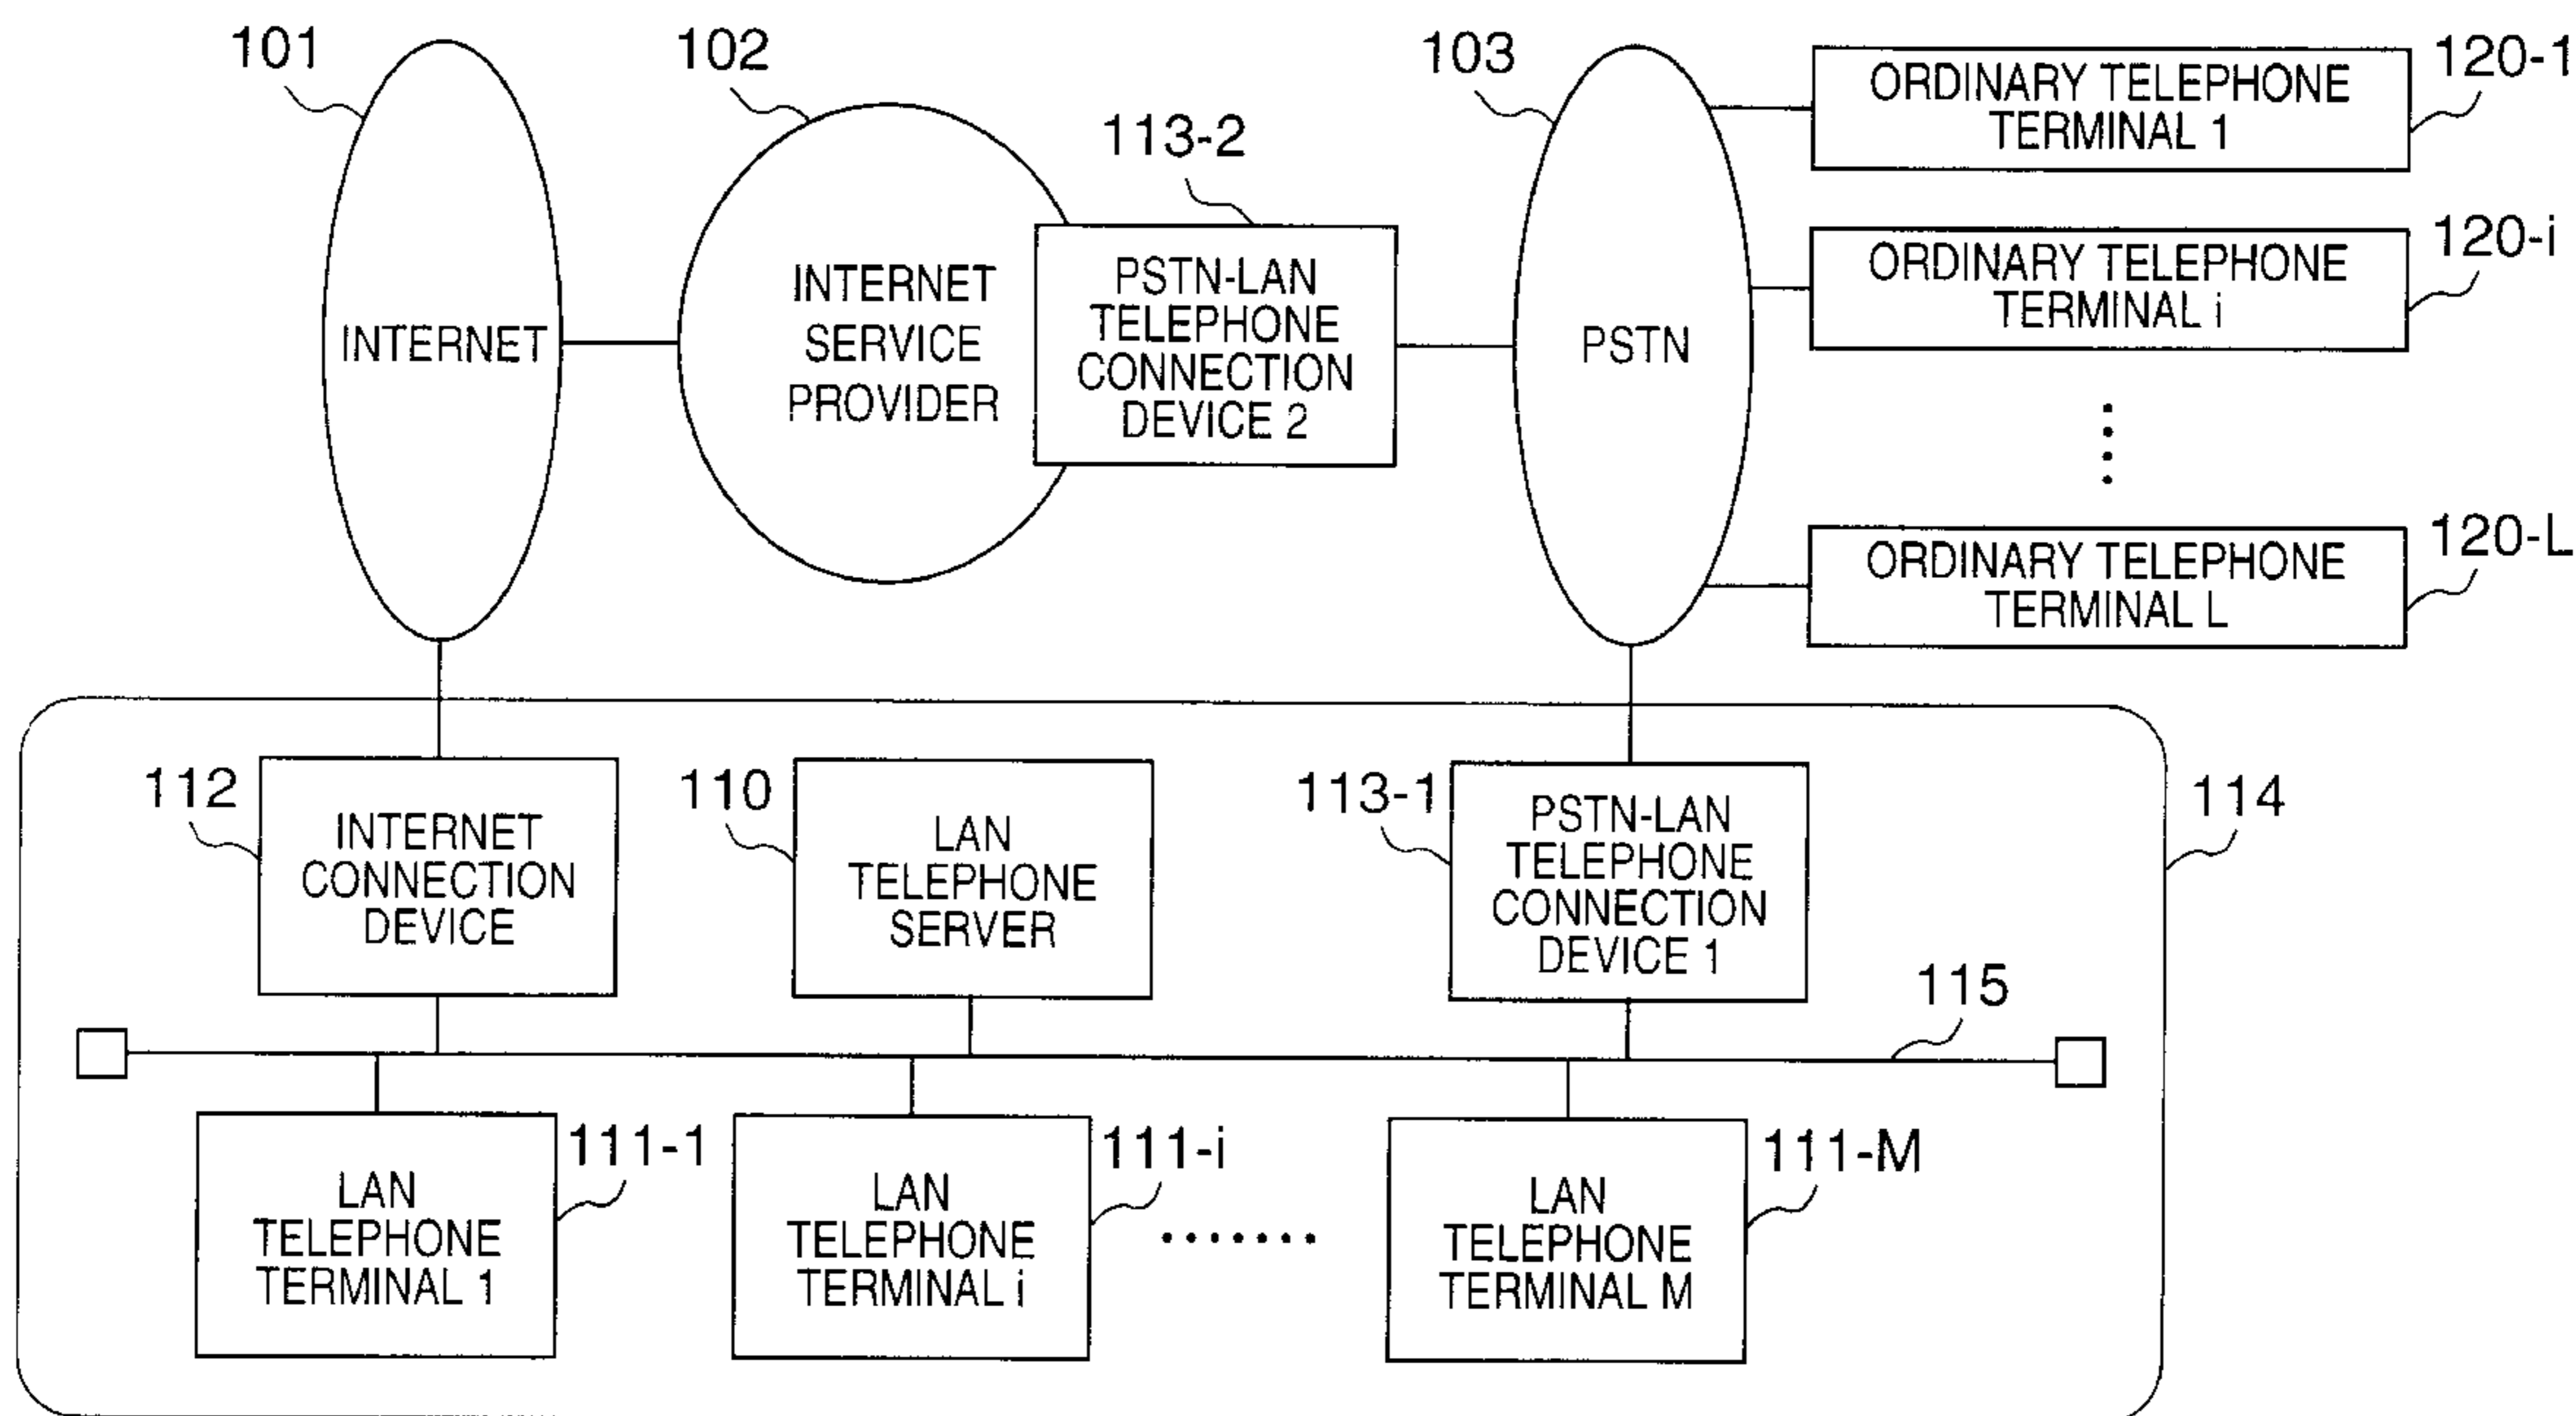 101
102
103
ORDINARY TELEPHONE
TERMINAL 1
120-1
113-2
ORDINARY TELEPHONE
TERMINAL i
120-i
INTERNET
INTERNET
SERVICE
PROVIDER
PSTN-LAN
TELEPHONE
CONNECTION
DEVICE 2
PSTN
ORDINARY TELEPHONE
TERMINAL L
120-L
112
INTERNET
CONNECTION
DEVICE
110
LAN
TELEPHONE
SERVER
113-1
PSTN-LAN
TELEPHONE
CONNECTION
DEVICE 1
114
115
LAN
TELEPHONE
TERMINAL 1
111-1
LAN
TELEPHONE
TERMINAL i
111-i
LAN
TELEPHONE
TERMINAL M
111-M